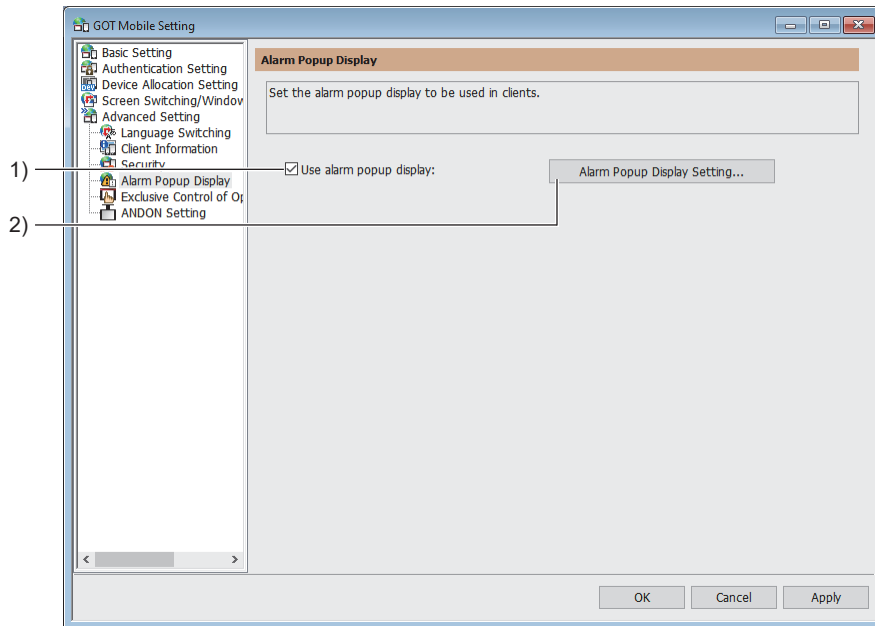 GOT Mobile Setting
Basic Setting
Authentication Setting
Device Allocation Setting
Screen Switching/Window
Advanced Setting
Language Switching
Client Information
Security
Alarm Popup Display
Exclusive Control of Op
ANDON Setting
Alarm Popup Display
Set the alarm popup display to be used in clients.
1)
Use alarm popup display:
Alarm Popup Display Setting...
2)
OK
Cancel
Apply